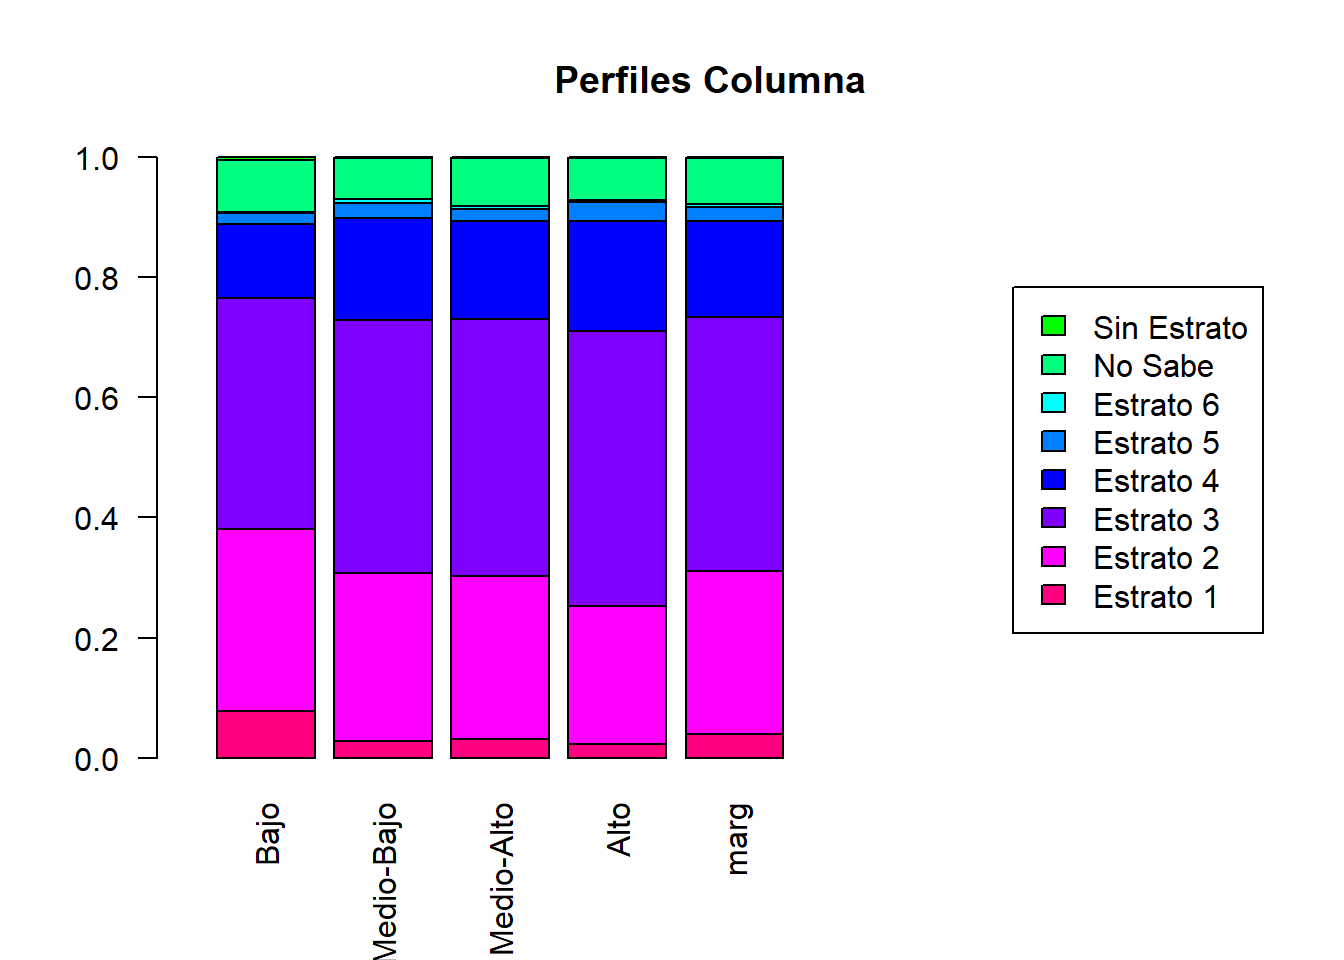 Perfiles Columna
1.0
0.8
0.6
0.4
0.2
0.0
Bajo
Medio-Bajo
Medio-Alto
Alto
marg
Sin Estrato
No Sabe
Estrato 6
Estrato 5
Estrato 4
Estrato 3
Estrato 2
Estrato 1